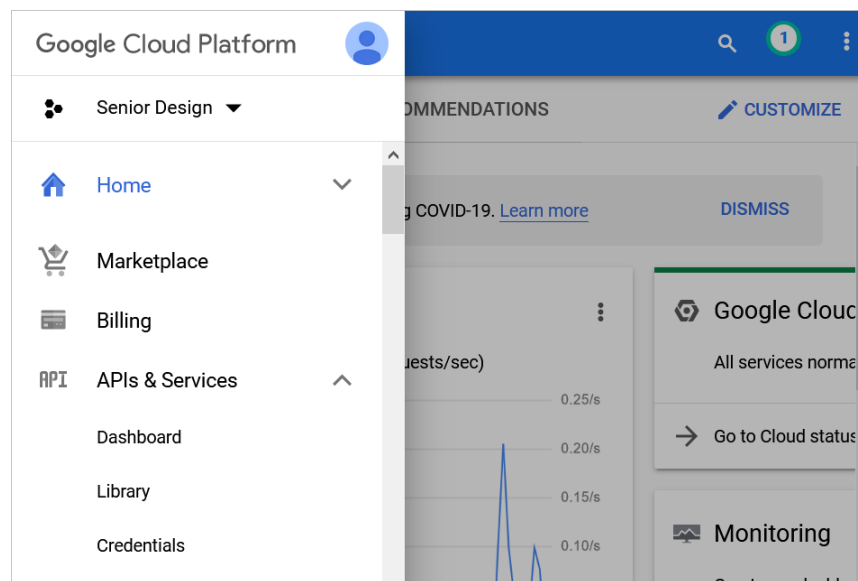 Google Cloud Platform
1
Senior Design
OMMENDATIONS
CUSTOMIZE
Home
COVID-19. Learn more
DISMISS
Marketplace
Billing
Google Clou
uests/sec)
All services norma
API
APIs & Services
0.25/s
Dashboard
Go to Cloud status
0.20/s
Library
0.15/s
Monitoring
Credentials
0.10/s